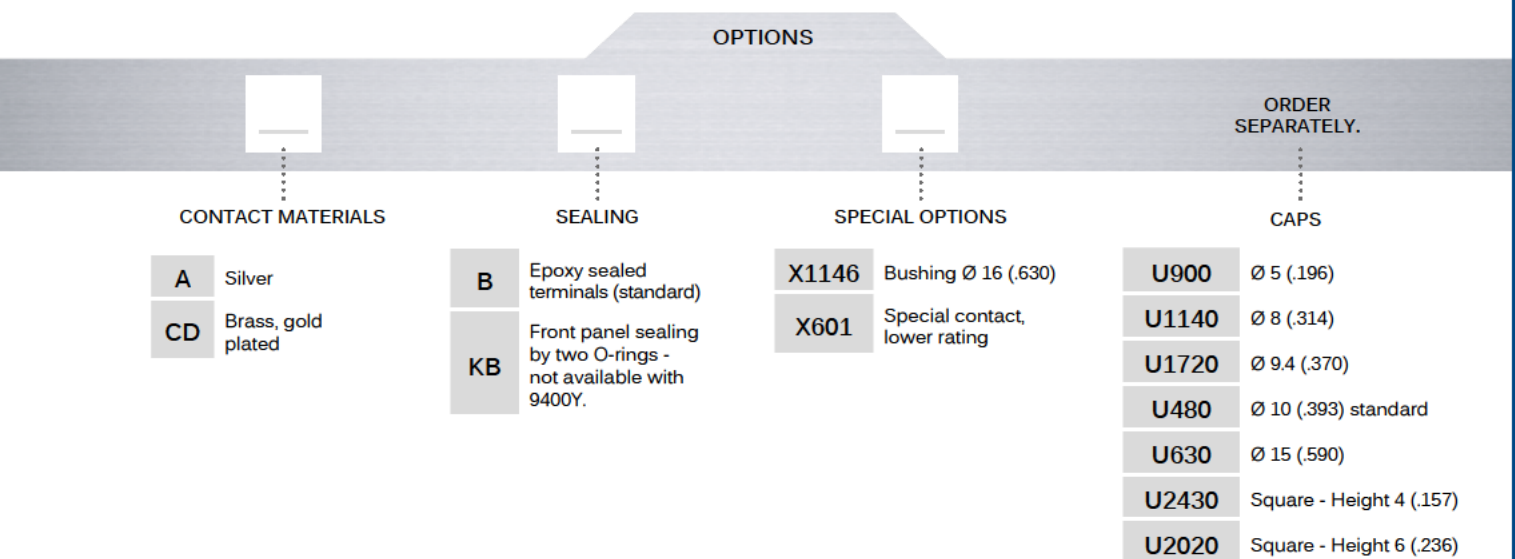 OPTIONS
ORDER
SEPARATELY.
CONTACT MATERIALS
A Silver
CD Brass, gold
plated
SEALING
B Epoxy sealed
terminals (standard)
KB Front panel sealing
by two O-rings -
not available with
9400Y.
SPECIAL OPTIONS
X1146 Bushing Ø 16 (.630)
X601 Special contact,
lower rating
CAPS
U900 Ø 5 (.196)
U1140 Ø 8 (.314)
U1720 Ø 9.4 (.370)
U480 Ø 10 (.393) standard
U630 Ø 15 (.590)
U2430 Square - Height 4 (.157)
U2020 Square - Height 6 (.236)